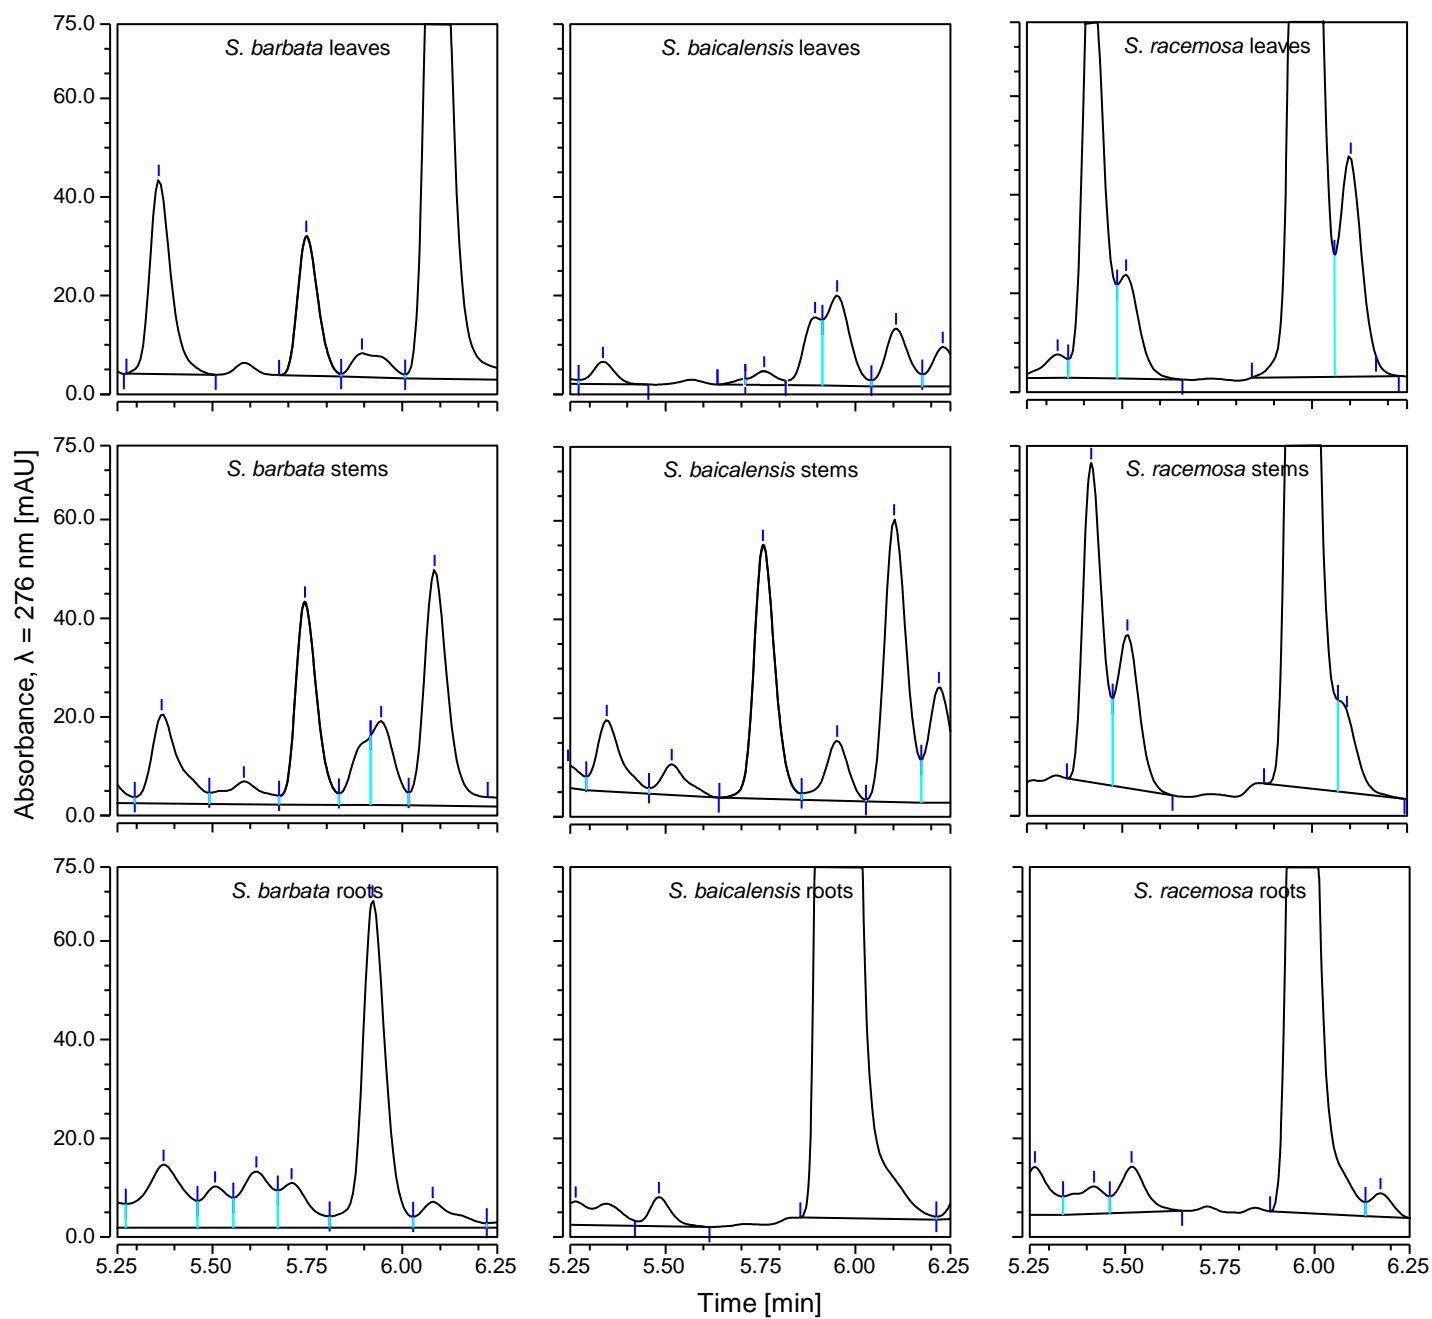 75.0
60.0
40.0
20.0
0.0
S. barbata leaves
S. baicalensis leaves
S. racemosa leaves
Absorbance, λ = 276 nm [mAU]
75.0
60.0
40.0
20.0
0.0
S. barbata stems
S. baicalensis stems
S. racemosa stems
75.0
60.0
40.0
20.0
0.0
S. barbata roots
S. baicalensis roots
S. racemosa roots
5.25 5.50 5.75 6.00 6.25
5.25 5.50 5.75 6.00 6.25
5.25 5.50 5.75 6.00 6.25
Time [min]